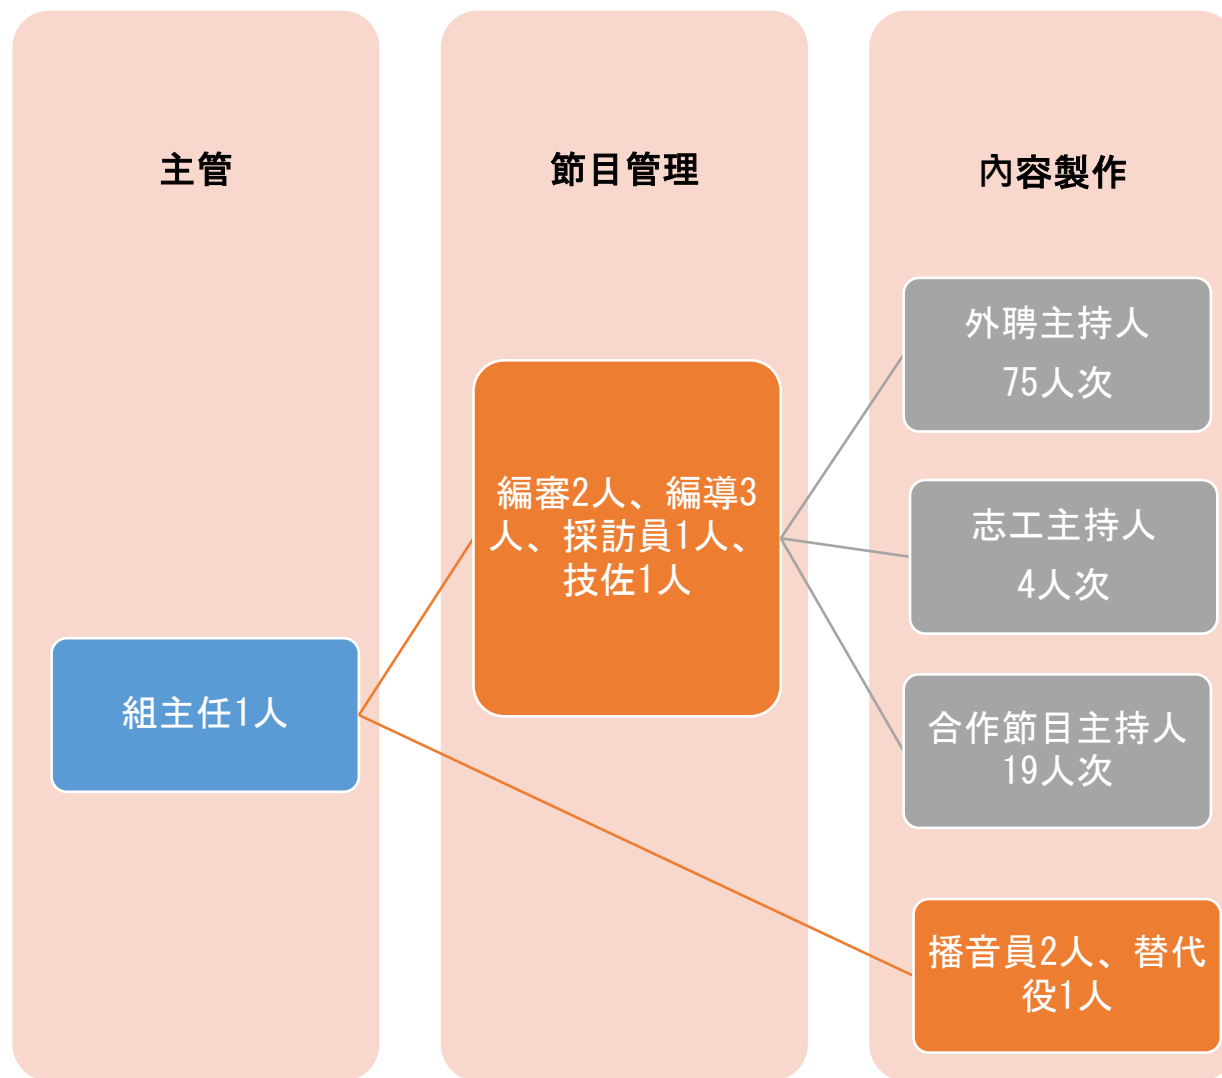 主管
節目管理
內容製作
外聘主持人
75人次
編審2人、編導3
人、採訪員1人、
技佐1人
志工主持人
4人次
組主任1人
合作節目主持人
19人次
播音員2人、替代
役1人